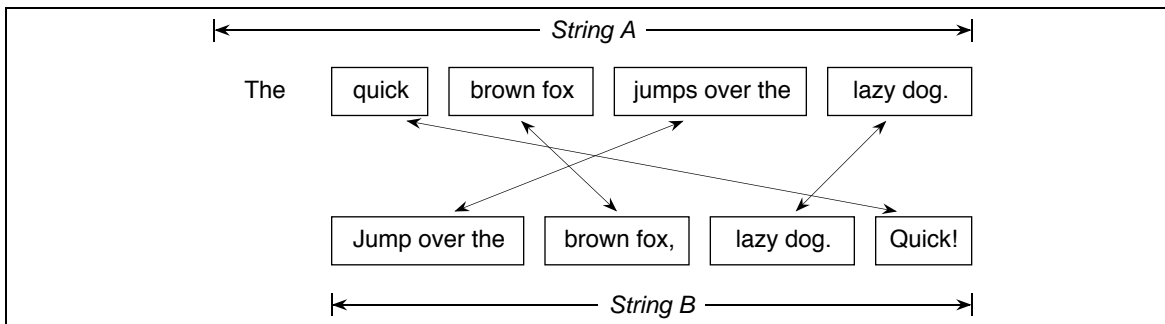 String A
The quick brown fox jumps over the lazy dog.
Jump over the brown fox, lazy dog. Quick!
String B